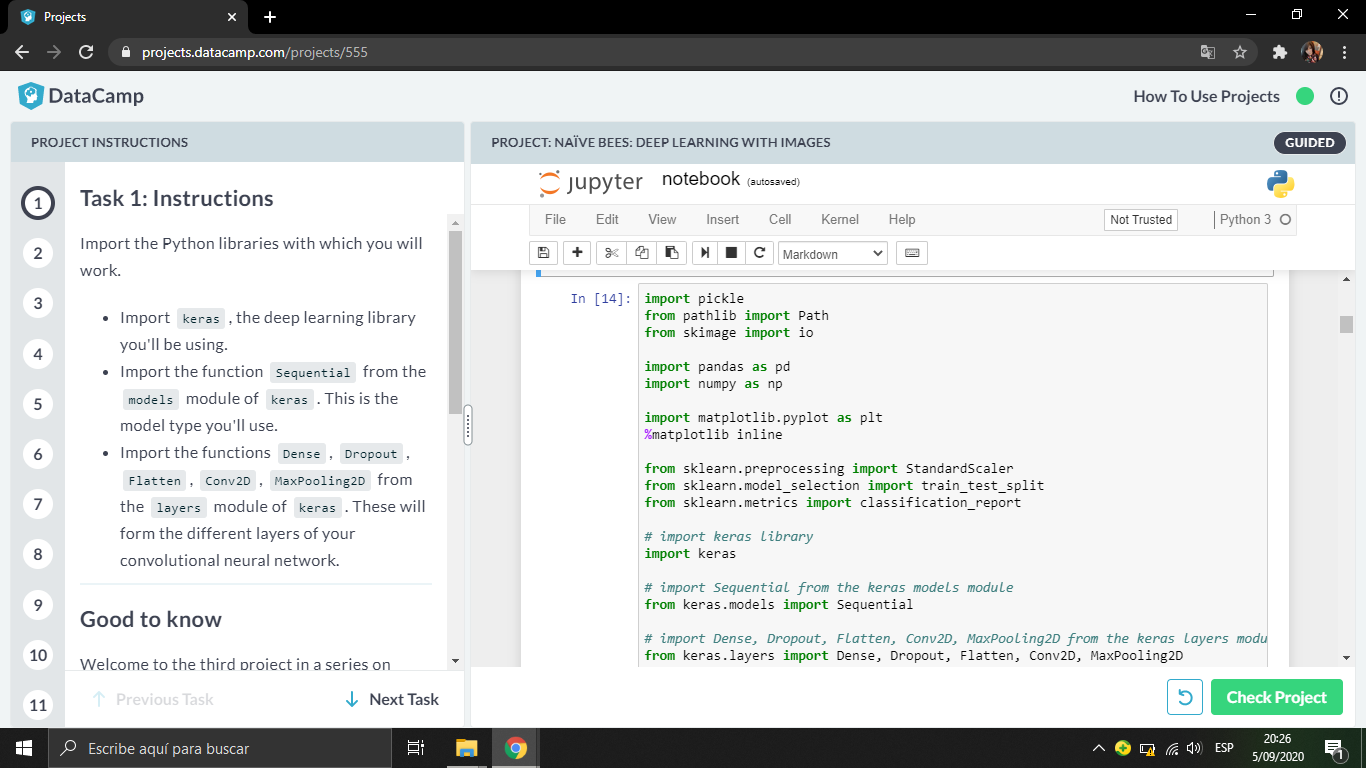 Projects
projects.datacamp.com/projects/555
DataCamp
How To Use Projects
PROJECT INSTRUCTIONS
PROJECT: NAÏVE BEES: DEEP LEARNING WITH IMAGES
GUIDED
1
2
3
4
5
6
7
8
9
10
11
Task 1: Instructions
Import the Python libraries with which you will
work.
• Import keras , the deep learning library
you'll be using.
• Import the function Sequential from the
models module of keras . This is the
model type you'll use.
• Import the functions Dense , Dropout ,
Flatten , Conv2D , MaxPooling2D from
the layers module of keras . These will
form the different layers of your
convolutional neural network.
Good to know
Welcome to the third project in a series on
Previous Task
Next Task
jupyter notebook (autosaved)
File Edit View Insert Cell Kernel Help
Not Trusted
Python 3
Markdown
In [14]:
import pickle
from pathlib import Path
from skimage import io
import pandas as pd
import numpy as np
import matplotlib.pyplot as plt
%matplotlib inline
from sklearn.preprocessing import StandardScaler
from sklearn.model_selection import train_test_split
from sklearn.metrics import classification_report
# import keras library
import keras
# import Sequential from the keras models module
from keras.models import Sequential
# import Dense, Dropout, Flatten, Conv2D, MaxPooling2D from the keras layers modu
from keras.layers import Dense, Dropout, Flatten, Conv2D, MaxPooling2D
Check Project
Escribe aquí para buscar
ESP
20:26
5/09/2020
1